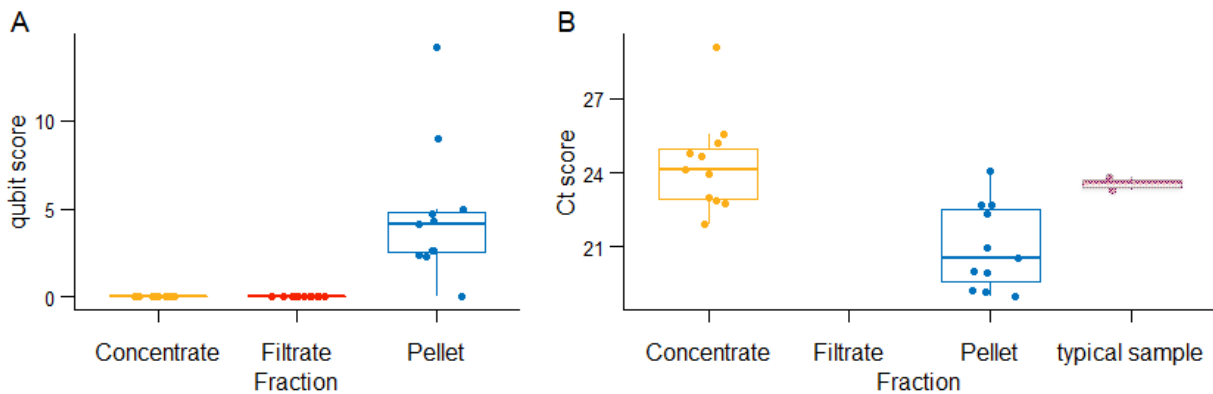 A
qubit score
10
5
0
Concentrate Filtrate Pellet
Fraction
B
Ct score
27
24
21
Concentrate Filtrate Pellet typical sample
Fraction